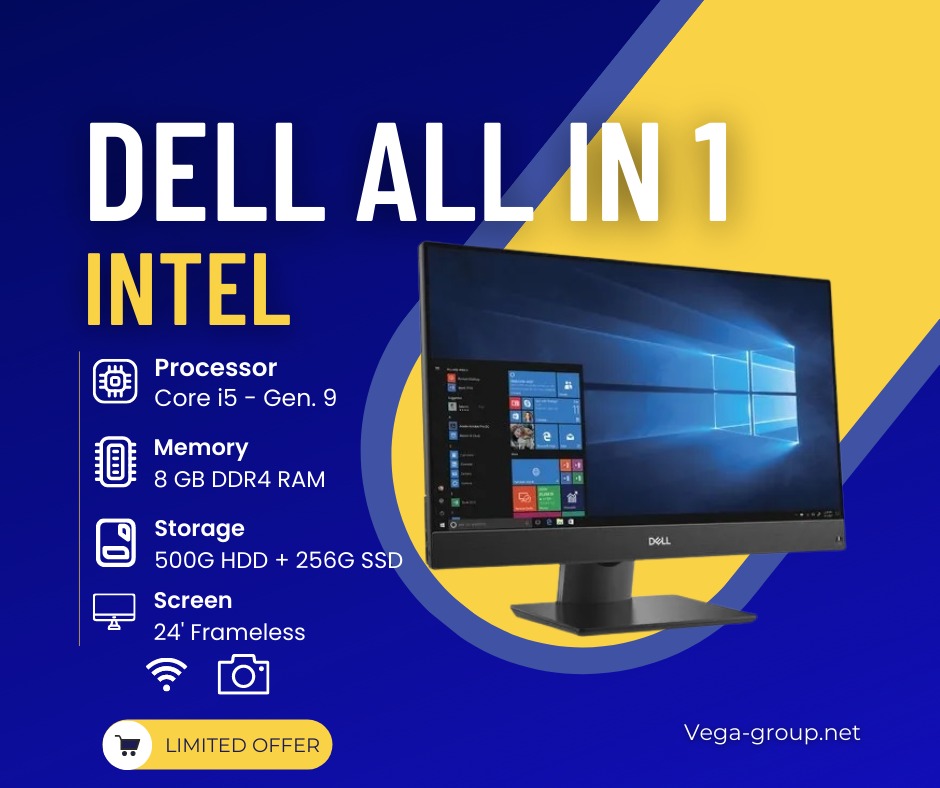 DELL ALL IN 1
INTEL
Processor
Core i5 - Gen. 9
Memory
8 GB DDR4 RAM
Storage
500G HDD + 256G SSD
Screen
24' Frameless
DELL
LIMITED OFFER
Vega-group.net